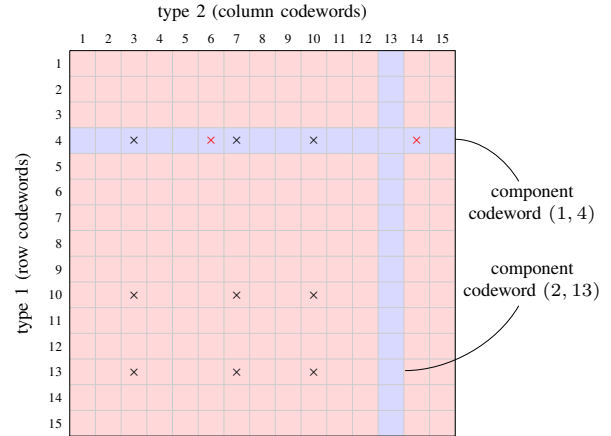 type 2 (column codewords)
1 2 3 4 5 6 7 8 9 10 11 12 13 14 15
type 1 (row codewords)
1
2
3
4
5
6
7
8
9
10
11
12
13
14
15
component
codeword (1, 4)
component
codeword (2, 13)